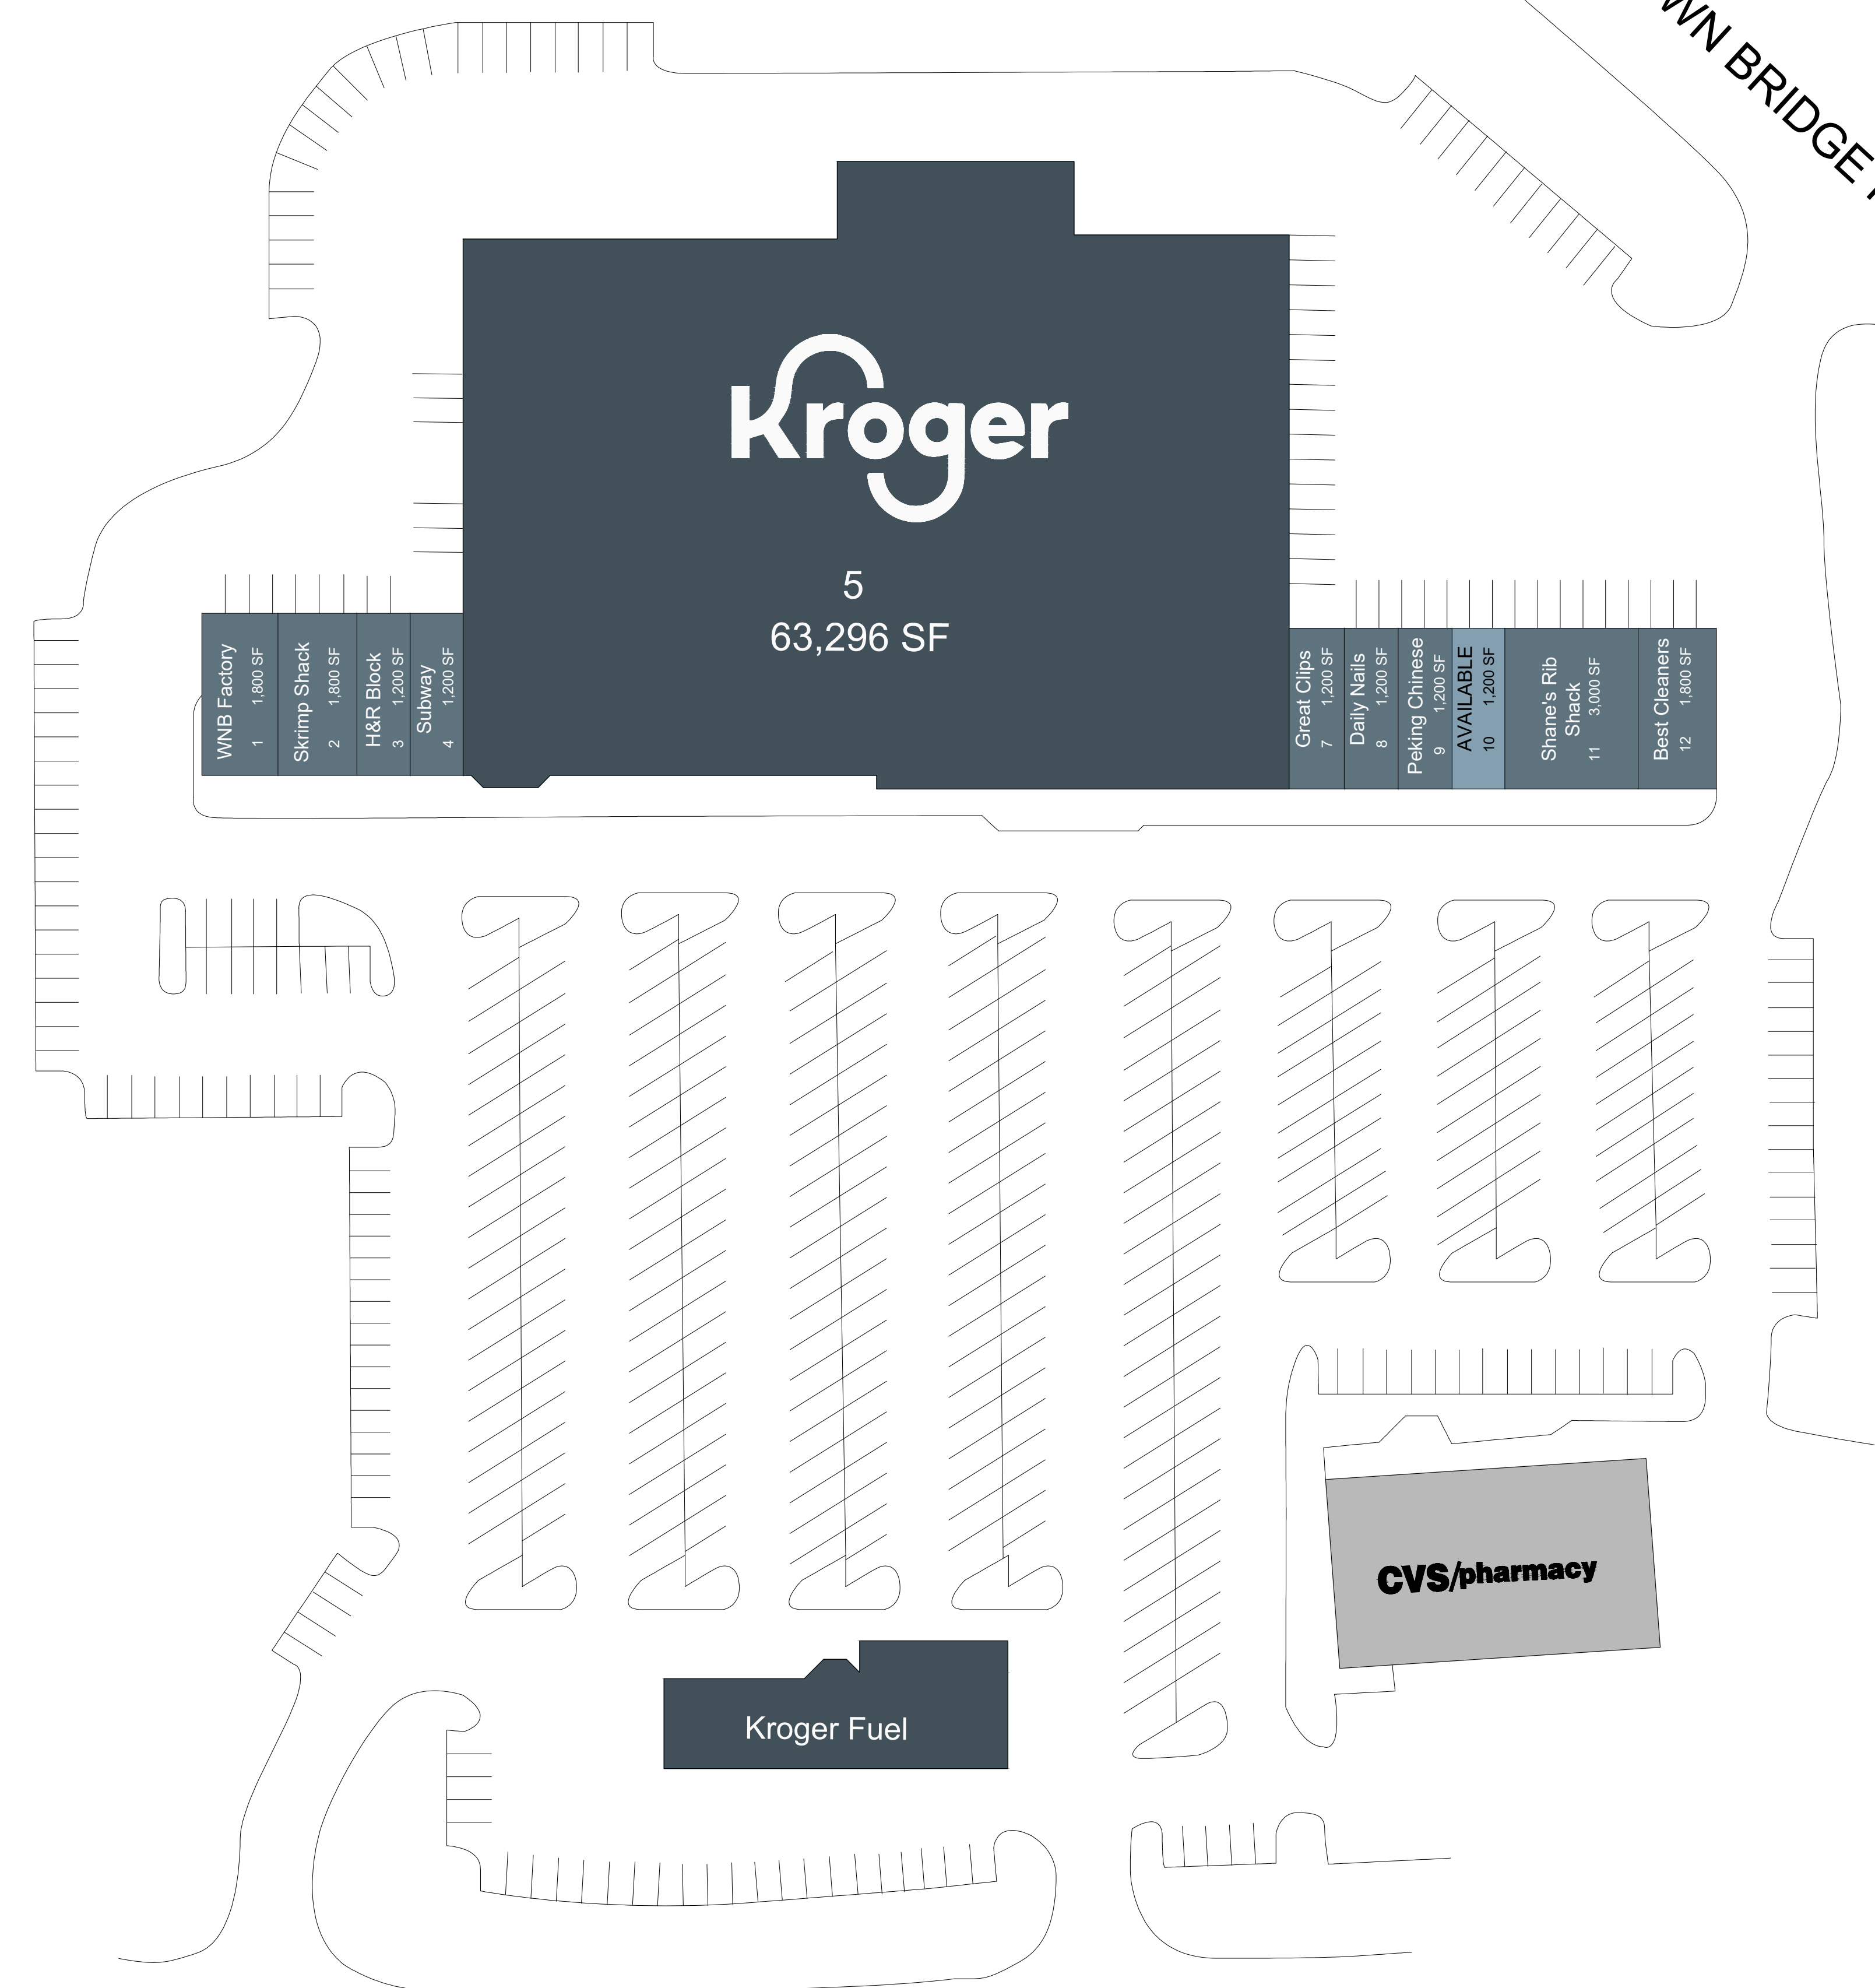 WN BRIDGE
Kroger
5
63,296 SF
WNB Factory
1 1,800 SF
Skrimp Shack
2 1,800 SF
H&R Block
3 1,200 SF
Subway
4 1,200 SF
Great Clips
7 1,200 SF
Daily Nails
8 1,200 SF
Peking Chinese
9 1,200 SF
AVAILABLE
10 1,200 SF
Shane's Rib
Shack
11 3,000 SF
Best Cleaners
12 1,800 SF
CVS/pharmacy
Kroger Fuel